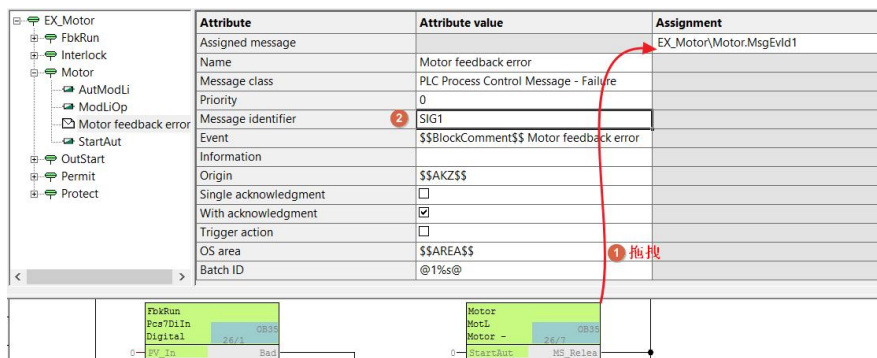 EX_Motor
FbkRun
Interlock
Motor
AutModLi
ModLiOp
Motor feedback error
StartAut
OutStart
Permit
Protect
Attribute Attribute value Assignment
Assigned message EX_Motor\Motor.MsgEvId1
Name Motor feedback error
Message class PLC Process Control Message - Failure
Priority 0
Message identifier 2 SIG1
Event $$BlockComment$$ Motor feedback error
Information
Origin $$AKZ$$
Single acknowledgment
With acknowledgment
Trigger action
OS area $$AREA$$
Batch ID @1%s@
1 拖拽
FbkRun
Pcs7DiIn OB35
Digital 26/1
0 PV_In Bad
Motor
MotL OB35
Motor - 26/7
0 StartAut MS_Relea